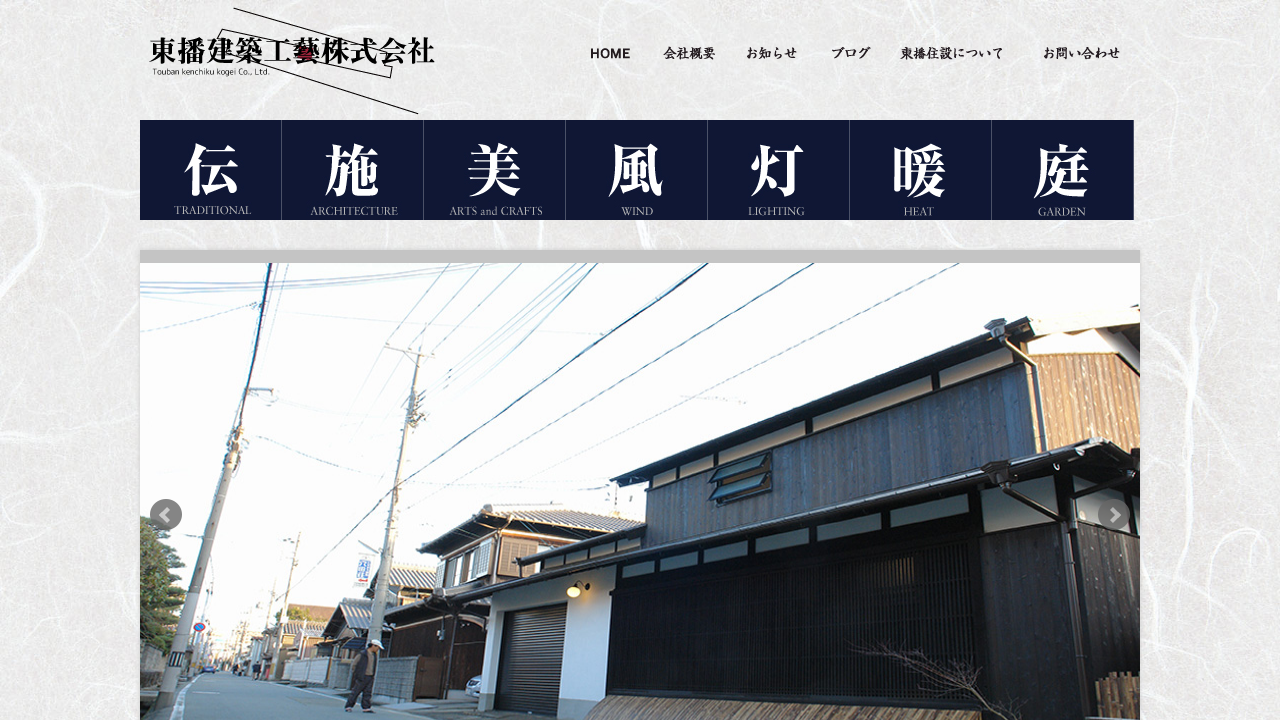 東播建築工藝株式会社
Touban kenchiku kogei Co., Ltd.
HOME 会社概要 お知らせ ブログ 東播住設について お問い合わせ
伝 施 美 風 灯 暖 庭
TRADITIONAL ARCHITECTURE ARTS and CRAFTS WIND LIGHTING HEAT GARDEN